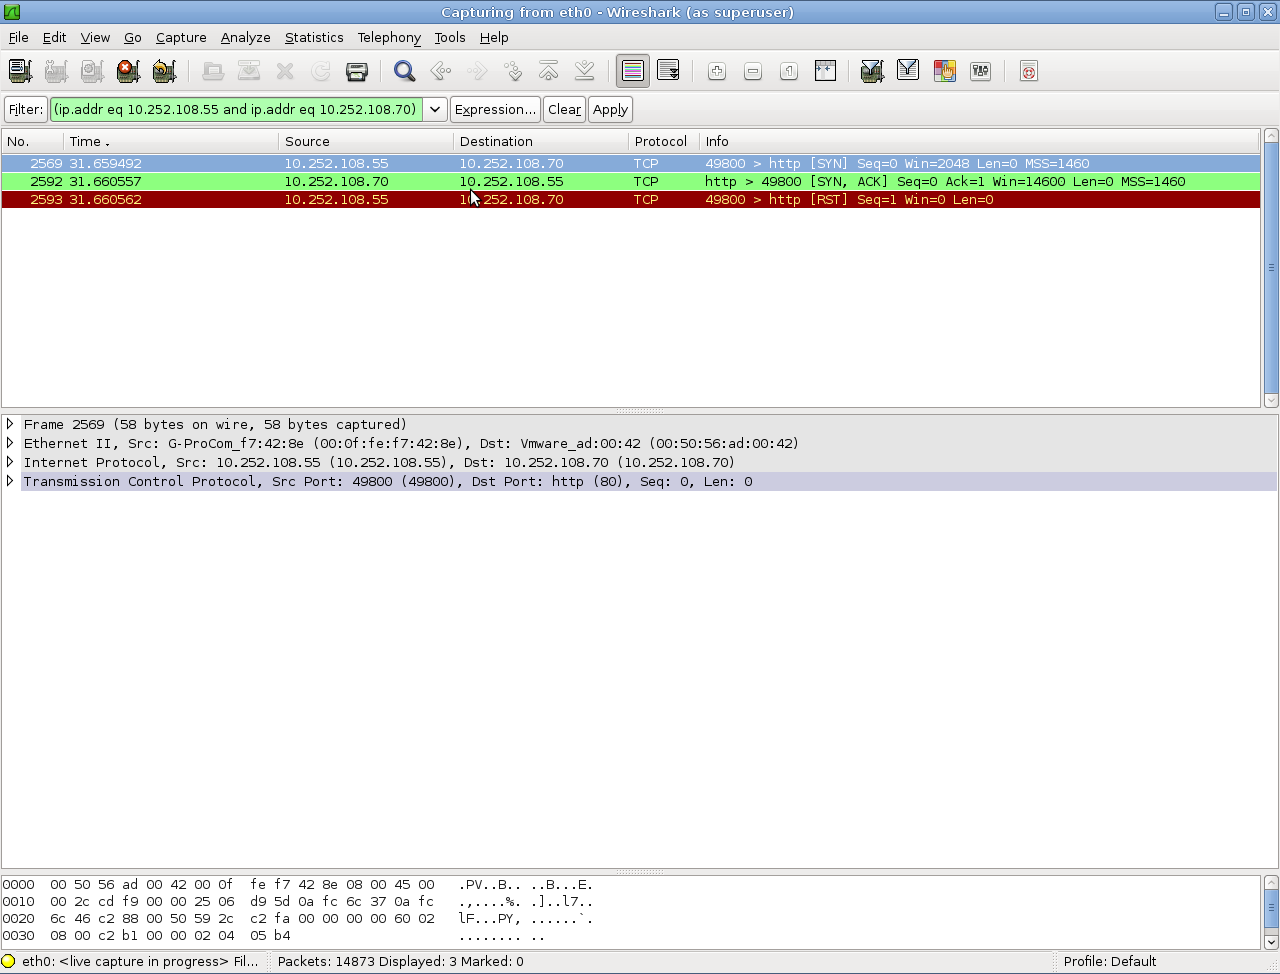 Capturing from eth0 - Wireshark (as superuser)
File Edit View Go Capture Analyze Statistics Telephony Tools Help
Filter: (ip.addr eq 10.252.108.55 and ip.addr eq 10.252.108.70) Expression... Clear Apply
No. Time Source Destination Protocol Info
2569 31.659492 10.252.108.55 10.252.108.70 TCP 49800 > http [SYN] Seq=0 Win=2048 Len=0 MSS=1460
2592 31.660557 10.252.108.70 10.252.108.55 TCP http > 49800 [SYN, ACK] Seq=0 Ack=1 Win=14600 Len=0 MSS=1460
2593 31.660562 10.252.108.55 10.252.108.70 TCP 49800 > http [RST] Seq=1 Win=0 Len=0
Frame 2569 (58 bytes on wire, 58 bytes captured)
Ethernet II, Src: G-ProCom_f7:42:8e (00:0f:fe:f7:42:8e), Dst: Vmware_ad:00:42 (00:50:56:ad:00:42)
Internet Protocol, Src: 10.252.108.55 (10.252.108.55), Dst: 10.252.108.70 (10.252.108.70)
Transmission Control Protocol, Src Port: 49800 (49800), Dst Port: http (80), Seq: 0, Len: 0
0000 00 50 56 ad 00 42 00 0f fe f7 42 8e 08 00 45 00 .PV..B.. ..B...E.
0010 00 2c cd f9 00 00 25 06 d9 5d 0a fc 6c 37 0a fc .,....%. .]..l7..
0020 6c 46 c2 88 00 50 59 2c c2 fa 00 00 00 00 60 02 lF...PY, ......`.
0030 08 00 c2 b1 00 00 02 04 05 b4 ........ ..
eth0: <live capture in progress> Fil... Packets: 14873 Displayed: 3 Marked: 0 Profile: Default